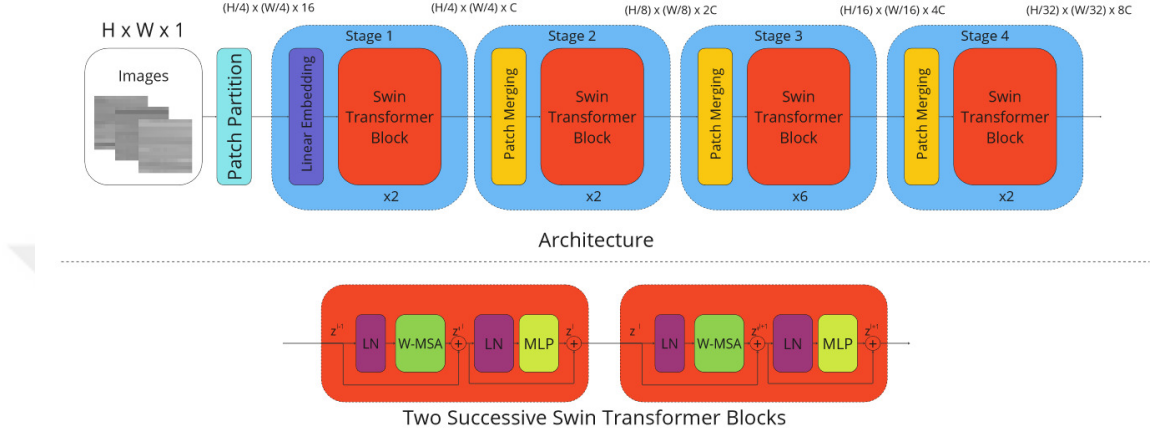 (H/4) x (W/4) x 16
(H/4) x (W/4) x C
(H/8) x (W/8) x 2C
(H/16) x (W/16) x 4C
(H/32) x (W/32) x 8C
H x W x 1
Images
Patch Partition
Stage 1
Linear Embedding
Swin
Transformer
Block
x2
Stage 2
Patch Merging
Swin
Transformer
Block
x2
Stage 3
Patch Merging
Swin
Transformer
Block
x6
Stage 4
Patch Merging
Swin
Transformer
Block
x2
Architecture
z^l-1
LN
W-MSA
+
LN
MLP
z^l
+
z^l
LN
W-MSA
+
LN
MLP
z^l+1
+
Two Successive Swin Transformer Blocks